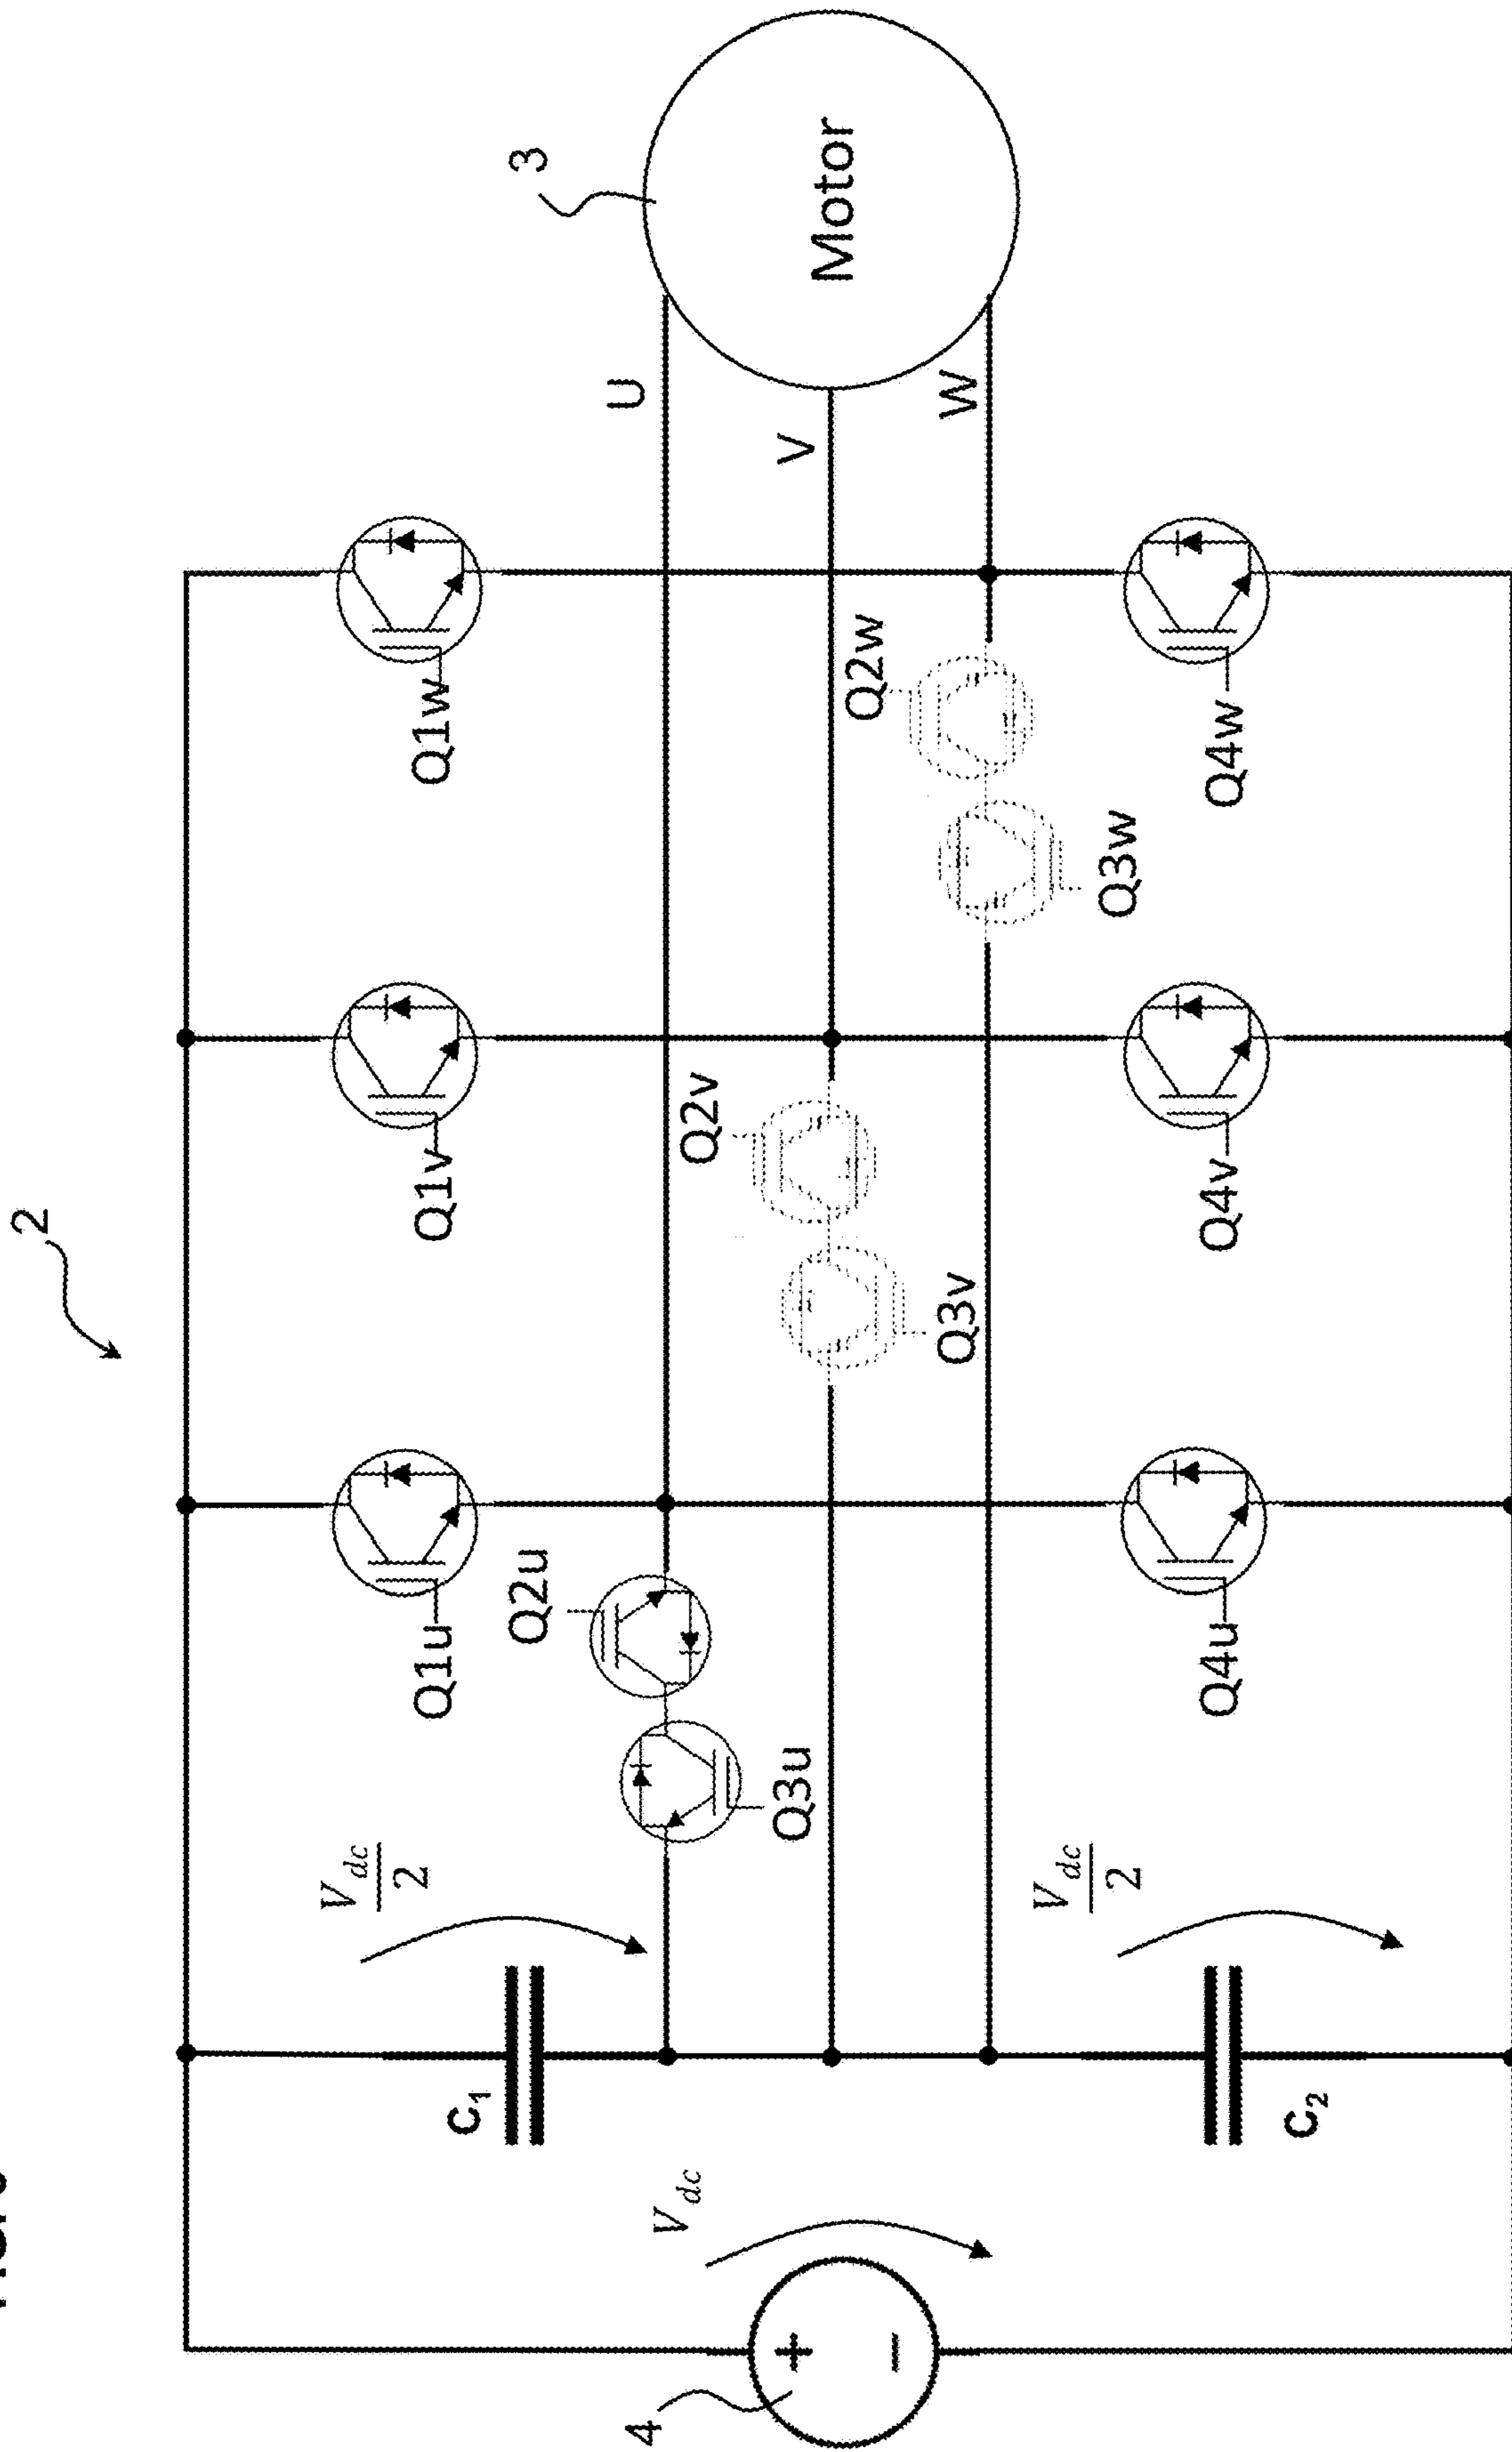 2
3
Motor
U
V
W
Q1u
Q1v
Q1w
Q2u
Q3u
Q2v
Q3v
Q2w
Q3w
Q4u
Q4v
Q4w
V_dc/2
V_dc/2
C₁
C₂
V_dc
+
−
4